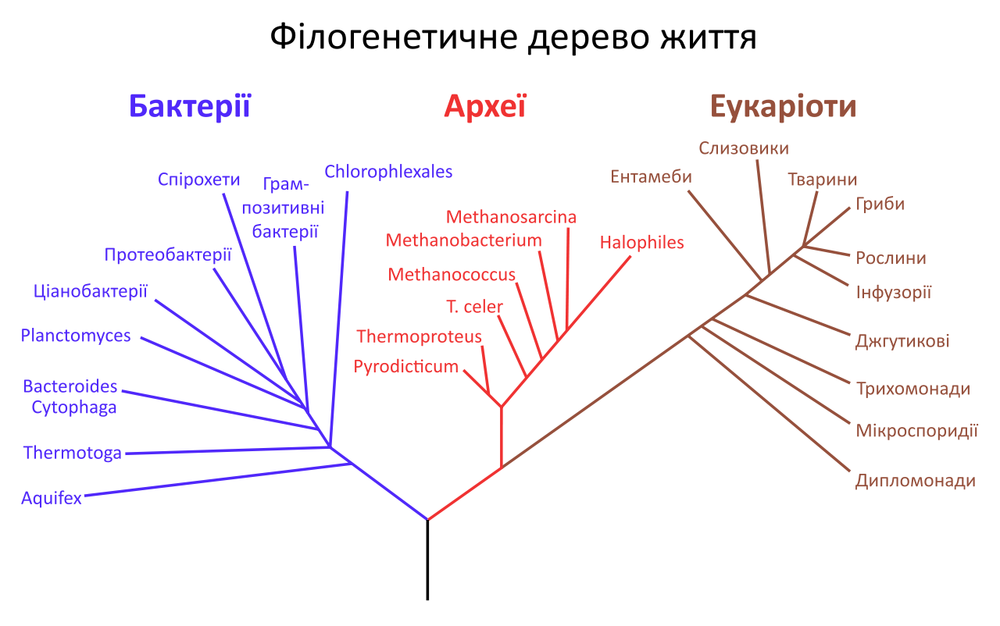 Філогенетичне дерево життя
Бактерії
Археї
Еукаріоти
Спірохети
Грам-
позитивні
бактерії
Chlorophlexales
Протеобактерії
Ціанобактерії
Planctomyces
Bacteroides
Cytophaga
Thermotoga
Aquifex
Methanosarcina
Methanobacterium
Halophiles
Methanococcus
T. celer
Thermoproteus
Pyrodicticum
Слизовики
Ентамеби
Тварини
Гриби
Рослини
Інфузорії
Джгутикові
Трихомонади
Мікроспоридії
Дипломонади